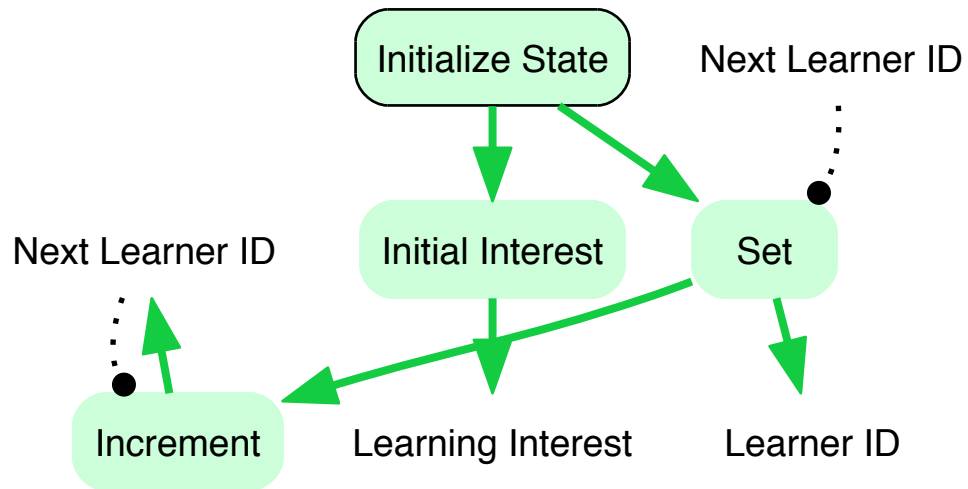 Initialize State
Next Learner ID
Next Learner ID
Initial Interest
Set
Increment
Learning Interest
Learner ID